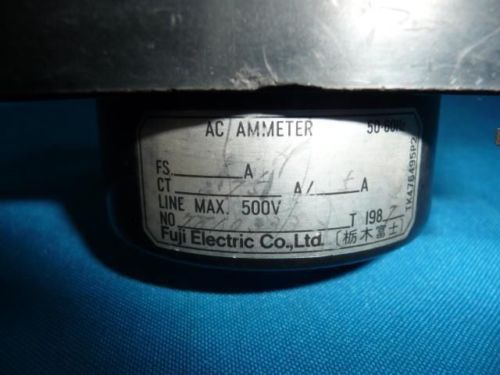 AC AMMETER 50-60Hz
FS. A
CT A/ A
LINE MAX. 500V
NO T 198
Fuji Electric Co.,Ltd. (栃木富士)
TK476495P2